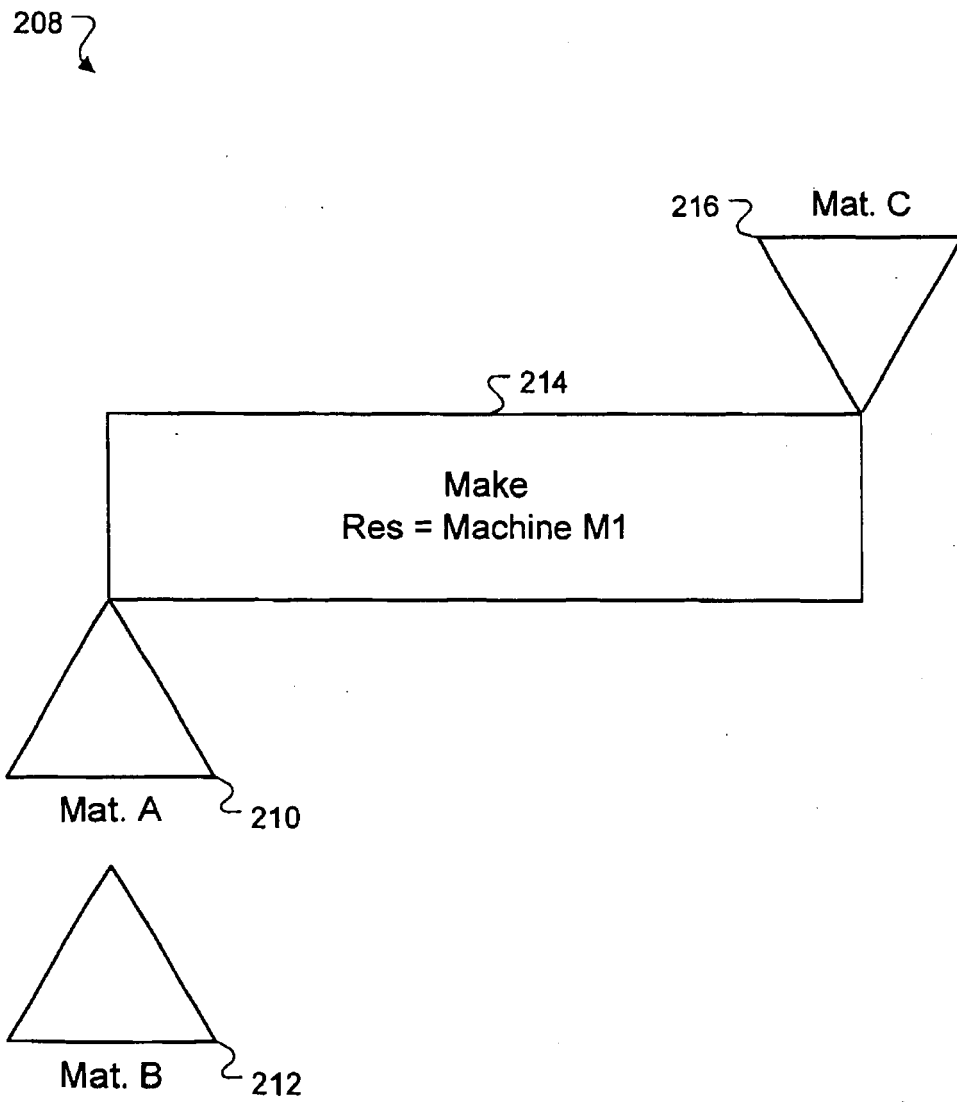 208
216
Mat. C
214
Make
Res = Machine M1
Mat. A
210
Mat. B
212